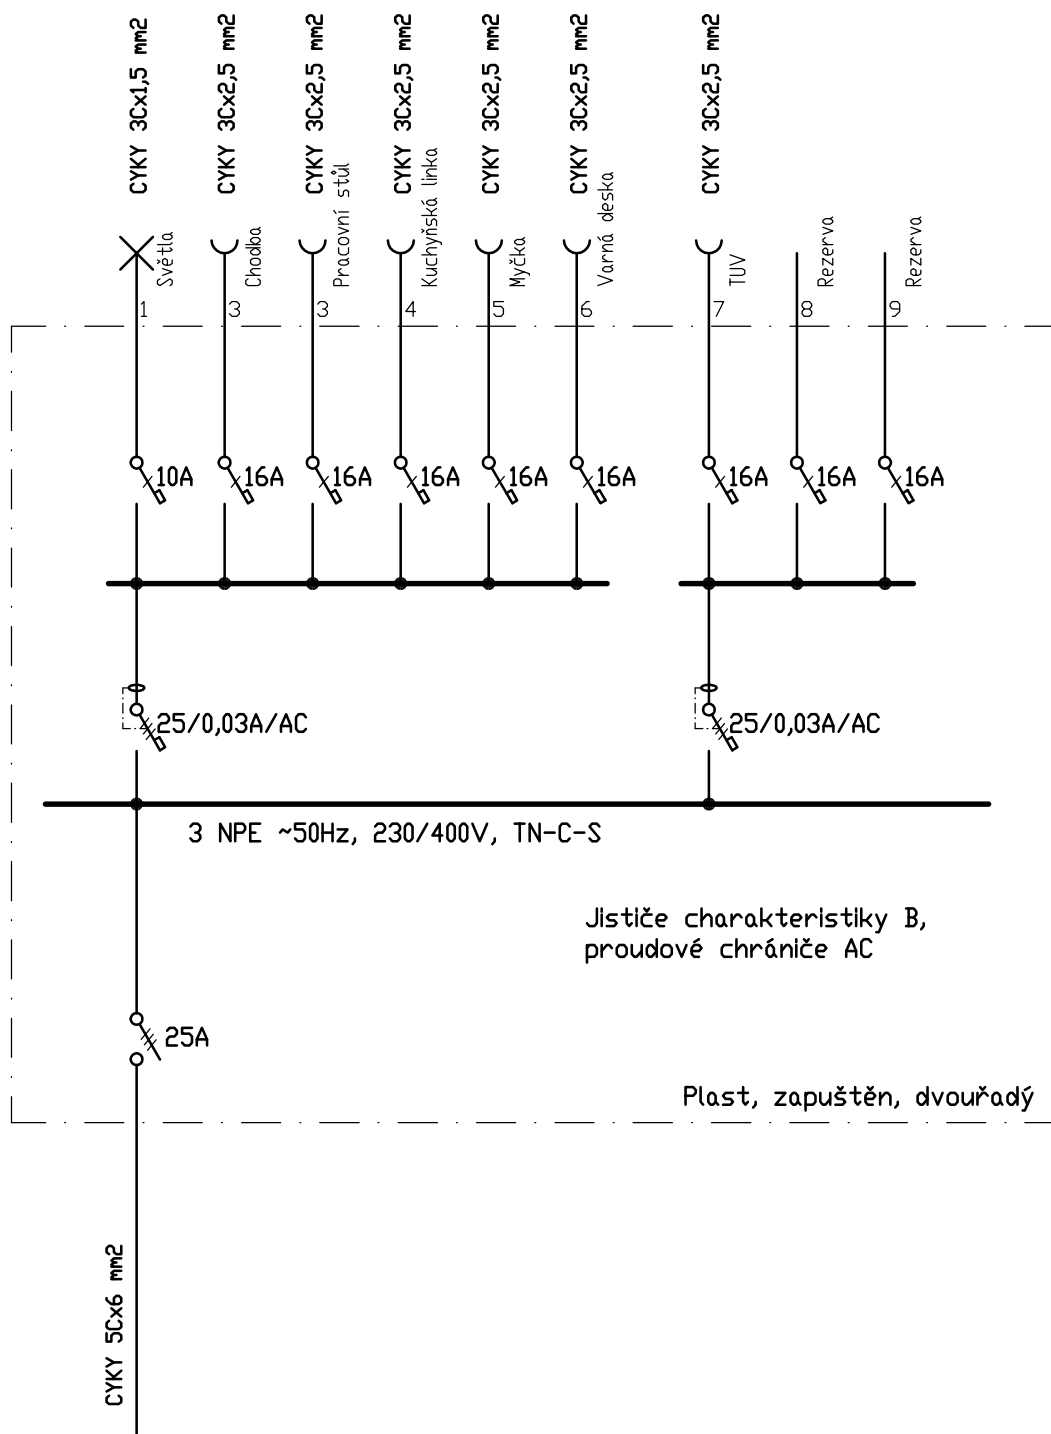 CYKY 3Cx1,5 mm2
CYKY 3Cx2,5 mm2
CYKY 3Cx2,5 mm2
CYKY 3Cx2,5 mm2
CYKY 3Cx2,5 mm2
CYKY 3Cx2,5 mm2
CYKY 3Cx2,5 mm2
Světla
Chodba
Pracovní stůl
Kuchyňská linka
Myčka
Varná deska
TUV
Rezerva
Rezerva
1
3
3
4
5
6
7
8
9
10A
16A
16A
16A
16A
16A
16A
16A
16A
25/0,03A/AC
25/0,03A/AC
3 NPE ~50Hz, 230/400V, TN-C-S
Jističe charakteristiky B,
proudové chrániče AC
25A
Plast, zapuštěn, dvouřadý
CYKY 5Cx6 mm2